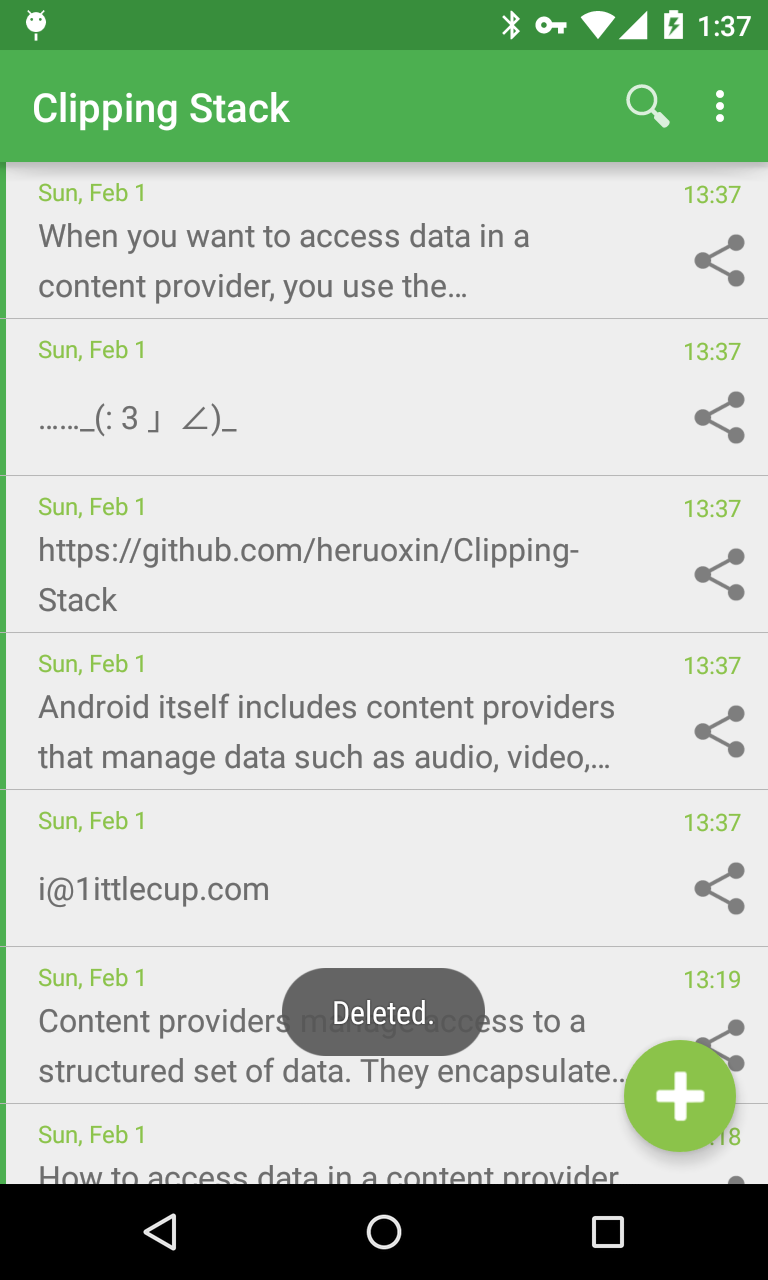 1:37
Clipping Stack
Sun, Feb 1
13:37
When you want to access data in a
content provider, you use the…
Sun, Feb 1
13:37
……_(: 3 」∠)_
Sun, Feb 1
13:37
https://github.com/heruoxin/Clipping-
Stack
Sun, Feb 1
13:37
Android itself includes content providers
that manage data such as audio, video,…
Sun, Feb 1
13:37
i@1ittlecup.com
Sun, Feb 1
13:19
Content providers manage access to a
structured set of data. They encapsulate…
Deleted.
Sun, Feb 1
:18
How to access data in a content provider